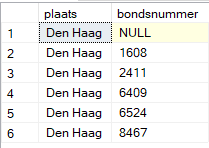 plaats bondsnummer
1 Den Haag NULL
2 Den Haag 1608
3 Den Haag 2411
4 Den Haag 6409
5 Den Haag 6524
6 Den Haag 8467